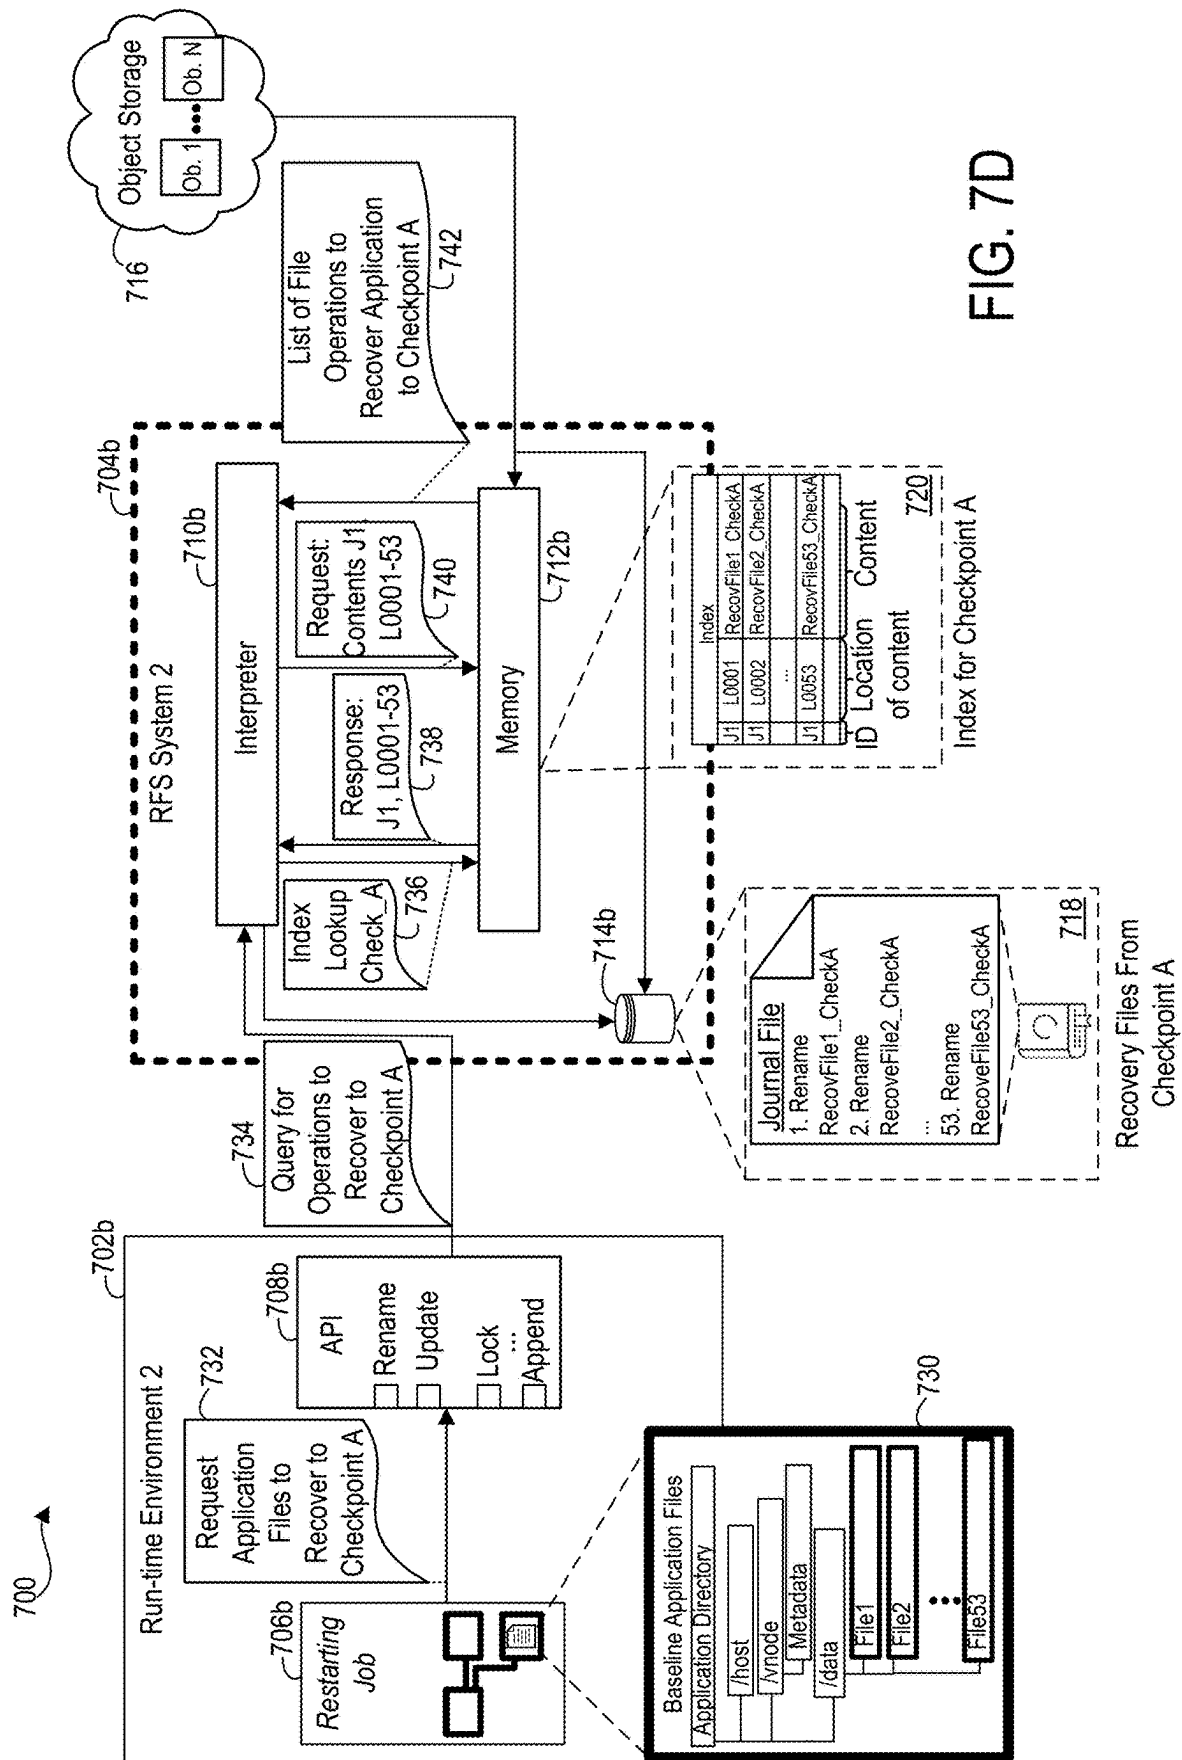 700
Run-time Environment 2
702b
706b
Restarting
Job
Request
Application
Files to
Recover to
Checkpoint A
732
708b
API
Rename
Update
Lock
...
Append
Baseline Application Files
Application Directory
/host
/vnode
Metadata
/data
File1
File2
File53
730
734
Query for
Operations to
Recover to
Checkpoint A
RFS System 2
704b
Interpreter
710b
Index
Lookup
Check_A
736
Response:
J1, L0001-53
738
Request:
Contents J1,
L0001-53
740
List of File
Operations to
Recover Application
to Checkpoint A
742
Memory
712b
714b
716
Object Storage
Ob. 1
Ob. N
Journal File
1. Rename
RecovFile1_CheckA
2. Rename
RecoveFile2_CheckA
...
53. Rename
RecoveFile53_CheckA
718
Recovery Files From
Checkpoint A
Index
J1 L0001 RecovFile1_CheckA
J1 L0002 RecovFile2_CheckA
...
J1 L0053 RecovFile53_CheckA
ID Location Content
of content
720
Index for Checkpoint A
FIG. 7D